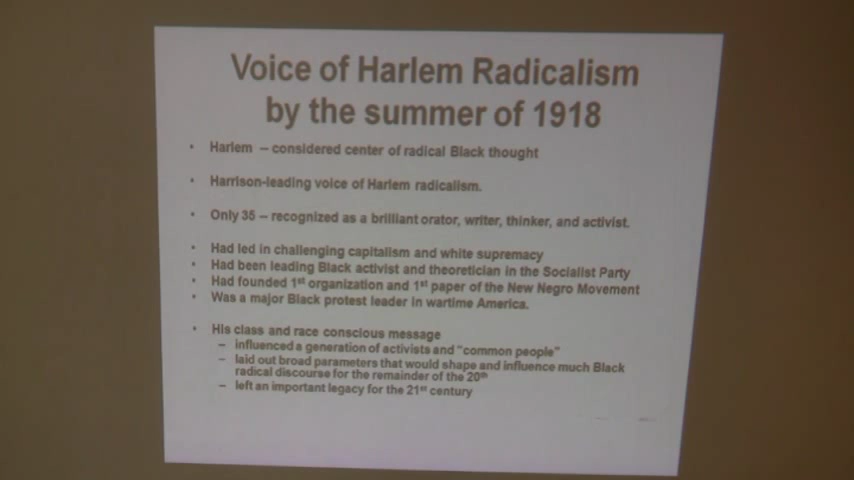 Voice of Harlem Radicalism
by the summer of 1918
• Harlem – considered center of radical Black thought
• Harrison-leading voice of Harlem radicalism.
• Only 35 – recognized as a brilliant orator, writer, thinker, and activist.
• Had led in challenging capitalism and white supremacy
• Had been leading Black activist and theoretician in the Socialist Party
• Had founded 1st organization and 1st paper of the New Negro Movement
• Was a major Black protest leader in wartime America.
• His class and race conscious message
– influenced a generation of activists and "common people"
– laid out broad parameters that would shape and influence much Black
radical discourse for the remainder of the 20th
– left an important legacy for the 21st century